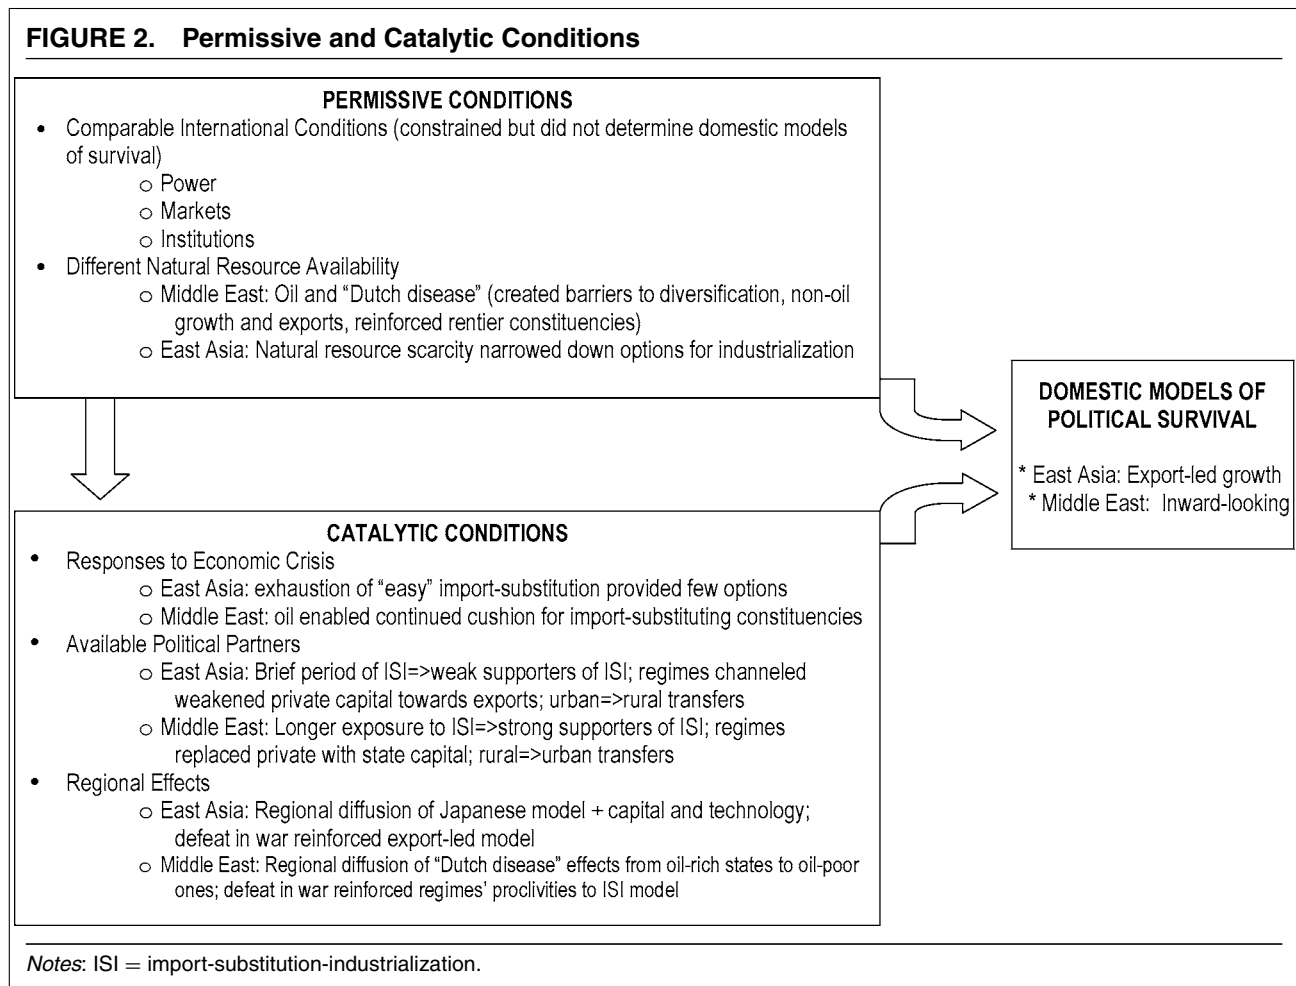 FIGURE 2. Permissive and Catalytic Conditions
PERMISSIVE CONDITIONS
• Comparable International Conditions (constrained but did not determine domestic models
of survival)
o Power
o Markets
o Institutions
• Different Natural Resource Availability
o Middle East: Oil and “Dutch disease” (created barriers to diversification, non-oil
growth and exports, reinforced rentier constituencies)
o East Asia: Natural resource scarcity narrowed down options for industrialization
DOMESTIC MODELS OF
POLITICAL SURVIVAL
* East Asia: Export-led growth
* Middle East: Inward-looking
CATALYTIC CONDITIONS
• Responses to Economic Crisis
o East Asia: exhaustion of “easy” import-substitution provided few options
o Middle East: oil enabled continued cushion for import-substituting constituencies
• Available Political Partners
o East Asia: Brief period of ISI=>weak supporters of ISI; regimes channeled
weakened private capital towards exports; urban=>rural transfers
o Middle East: Longer exposure to ISI=>strong supporters of ISI; regimes
replaced private with state capital; rural=>urban transfers
• Regional Effects
o East Asia: Regional diffusion of Japanese model + capital and technology;
defeat in war reinforced export-led model
o Middle East: Regional diffusion of “Dutch disease” effects from oil-rich states to oil-poor
ones; defeat in war reinforced regimes’ proclivities to ISI model
Notes: ISI = import-substitution-industrialization.